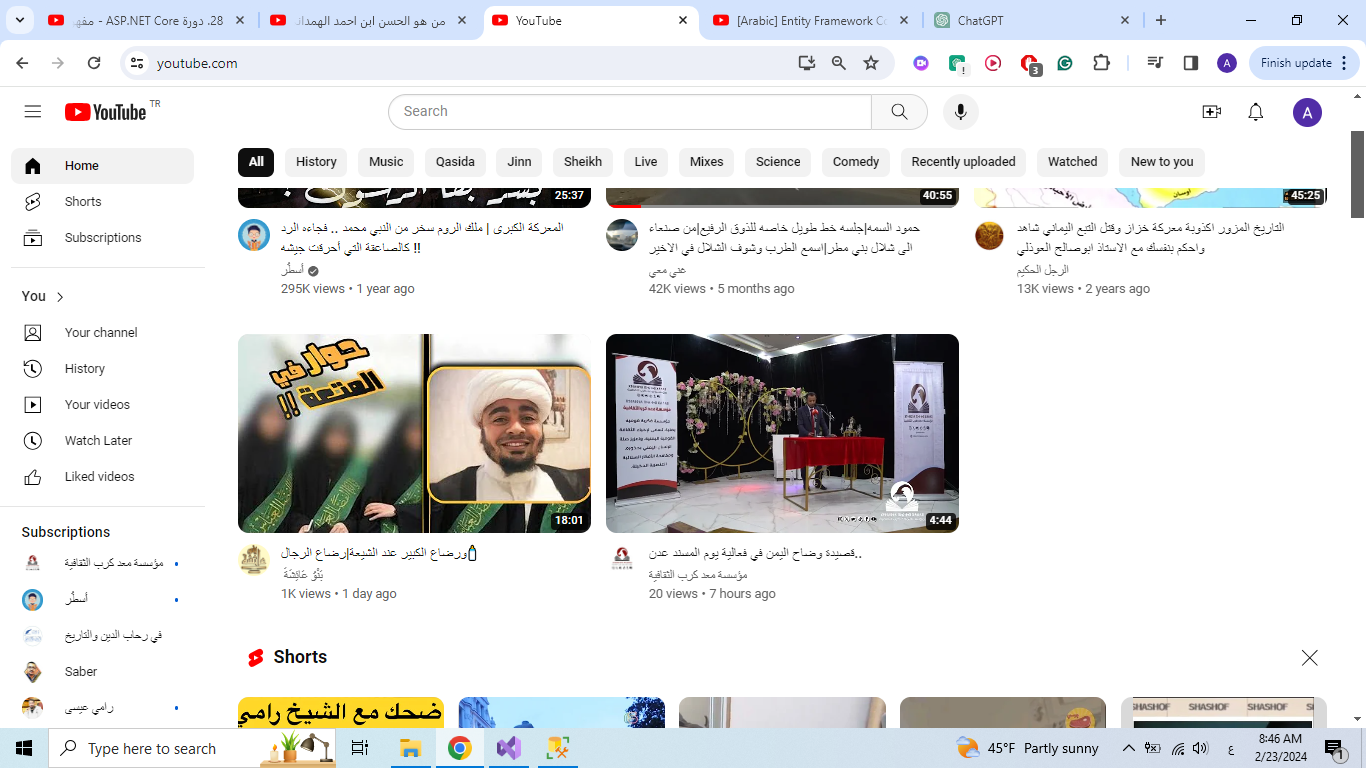 28. دورة ASP.NET Core - مفهو
من هو الحسن ابن احمد الهمدان
YouTube
[Arabic] Entity Framework Co
ChatGPT
youtube.com
3
A
Finish update
YouTube TR
Search
A
All
History
Music
Qasida
Jinn
Sheikh
Live
Mixes
Science
Comedy
Recently uploaded
Watched
New to you
Home
Shorts
Subscriptions
You
Your channel
History
Your videos
Watch Later
Liked videos
Subscriptions
مؤسسة معد كرب الثقافية
أسطُر
في رحاب الدين والتاريخ
Saber
رامي عيسى
25:37
المعركة الكبرى | ملك الروم سخر من النبي محمد .. فجاءه الرد
كالصاعقة التي أحرقت جيشه !!
أسطُر
295K views • 1 year ago
40:55
حمود السمه|جلسه خط طويل خاصه للذوق الرفيع|من صنعاء
الى شلال بني مطر|اسمع الطرب وشوف الشلال في الاخير
غني معي
42K views • 5 months ago
45:25
التاريخ المزور اكذوبة معركة خزاز وقتل التبع اليماني شاهد
واحكم بنفسك مع الاستاذ ابوصالح العوذلي
الرجل الحكيم
13K views • 2 years ago
حوار في
المتعة !!
18:01
ورضاع الكبير عند الشيعة|رضاع الرجال🍼
بَنُو عَائِشَةَ
1K views • 1 day ago
مؤسسة معد كرب الثقافية
4:44
قصيدة وضاح اليمن في فعالية يوم المسند عدن..
مؤسسة معد كرب الثقافية
20 views • 7 hours ago
Shorts
ضحك مع الشيخ رامي
SHASHOF SHASHOF SHASHOF
Type here to search
45°F Partly sunny
ع
8:46 AM
2/23/2024
1